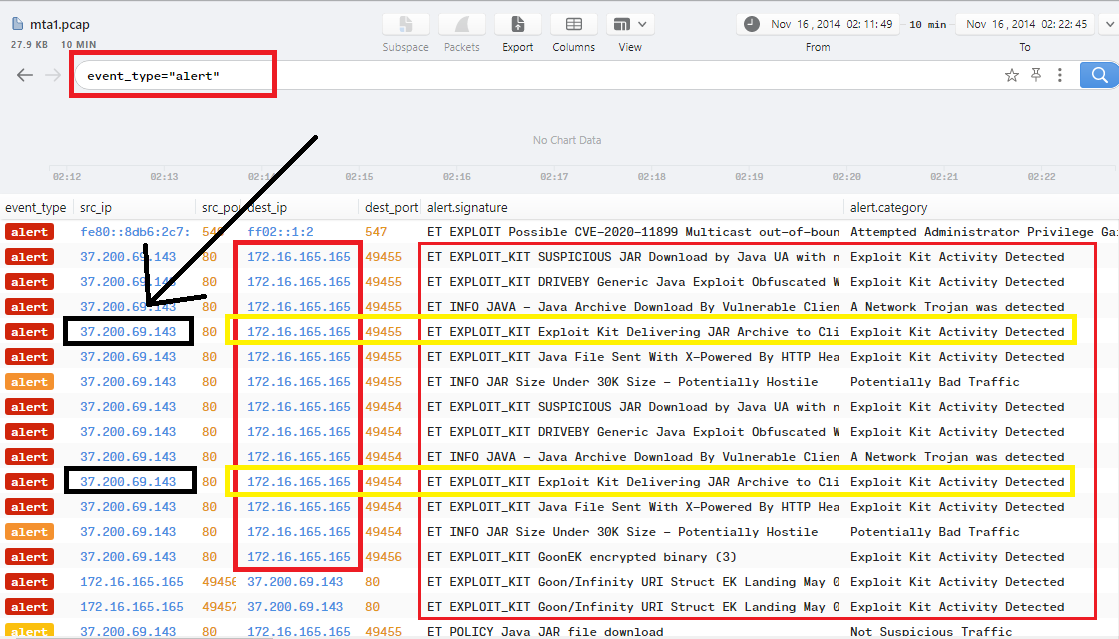 mta1.pcap
27.9 KB 10 MIN
Subspace Packets Export Columns View
Nov 16, 2014 02:11:49 10 min Nov 16, 2014 02:22:45
From To
event_type="alert"
No Chart Data
02:12 02:13 02:14 02:15 02:16 02:17 02:18 02:19 02:20 02:21 02:22
event_type src_ip src_po dest_ip dest_port alert.signature alert.category
alert fe80::8db6:2c7: 546 ff02::1:2 547 ET EXPLOIT Possible CVE-2020-11899 Multicast out-of-boun Attempted Administrator Privilege Ga
alert 37.200.69.143 80 172.16.165.165 49455 ET EXPLOIT_KIT SUSPICIOUS JAR Download by Java UA with n Exploit Kit Activity Detected
alert 37.200.69.143 80 172.16.165.165 49455 ET EXPLOIT_KIT DRIVEBY Generic Java Exploit Obfuscated W Exploit Kit Activity Detected
alert 37.200.69.143 80 172.16.165.165 49455 ET INFO JAVA - Java Archive Download By Vulnerable Clien A Network Trojan was detected
alert 37.200.69.143 80 172.16.165.165 49455 ET EXPLOIT_KIT Exploit Kit Delivering JAR Archive to Cli Exploit Kit Activity Detected
alert 37.200.69.143 80 172.16.165.165 49455 ET EXPLOIT_KIT Java File Sent With X-Powered By HTTP Hea Exploit Kit Activity Detected
alert 37.200.69.143 80 172.16.165.165 49455 ET INFO JAR Size Under 30K Size - Potentially Hostile Potentially Bad Traffic
alert 37.200.69.143 80 172.16.165.165 49454 ET EXPLOIT_KIT SUSPICIOUS JAR Download by Java UA with n Exploit Kit Activity Detected
alert 37.200.69.143 80 172.16.165.165 49454 ET EXPLOIT_KIT DRIVEBY Generic Java Exploit Obfuscated W Exploit Kit Activity Detected
alert 37.200.69.143 80 172.16.165.165 49454 ET INFO JAVA - Java Archive Download By Vulnerable Clien A Network Trojan was detected
alert 37.200.69.143 80 172.16.165.165 49454 ET EXPLOIT_KIT Exploit Kit Delivering JAR Archive to Cli Exploit Kit Activity Detected
alert 37.200.69.143 80 172.16.165.165 49454 ET EXPLOIT_KIT Java File Sent With X-Powered By HTTP Hea Exploit Kit Activity Detected
alert 37.200.69.143 80 172.16.165.165 49454 ET INFO JAR Size Under 30K Size - Potentially Hostile Potentially Bad Traffic
alert 37.200.69.143 80 172.16.165.165 49456 ET EXPLOIT_KIT GoonEK encrypted binary (3) Exploit Kit Activity Detected
alert 172.16.165.165 49456 37.200.69.143 80 ET EXPLOIT_KIT Goon/Infinity URI Struct EK Landing May 0 Exploit Kit Activity Detected
alert 172.16.165.165 49457 37.200.69.143 80 ET EXPLOIT_KIT Goon/Infinity URI Struct EK Landing May 0 Exploit Kit Activity Detected
alert 37.200.69.143 80 172.16.165.165 49455 ET POLICY Java JAR file download Not Suspicious Traffic